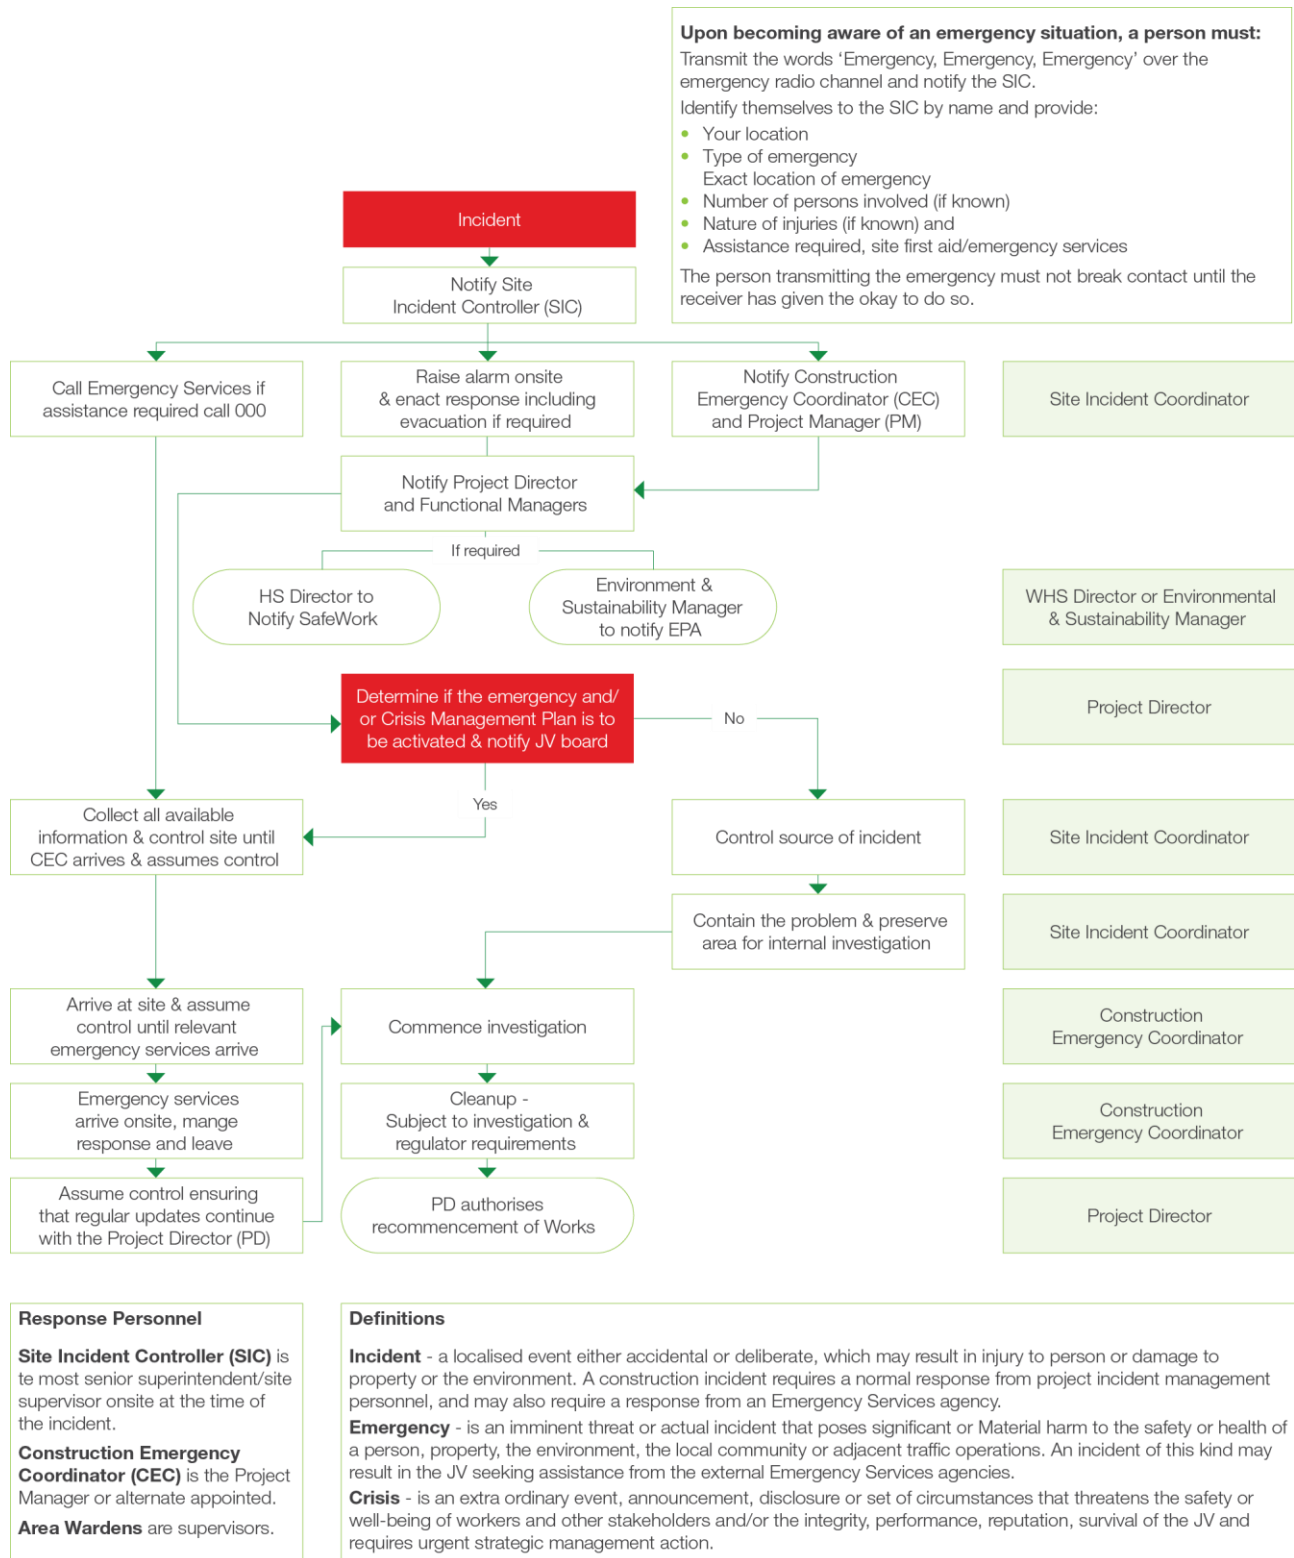 Upon becoming aware of an emergency situation, a person must:
Transmit the words ‘Emergency, Emergency, Emergency’ over the
emergency radio channel and notify the SIC.
Identify themselves to the SIC by name and provide:
• Your location
• Type of emergency
Exact location of emergency
• Number of persons involved (if known)
• Nature of injuries (if known) and
• Assistance required, site first aid/emergency services
The person transmitting the emergency must not break contact until the
receiver has given the okay to do so.
Incident
Notify Site
Incident Controller (SIC)
Call Emergency Services if
assistance required call 000
Raise alarm onsite
& enact response including
evacuation if required
Notify Construction
Emergency Coordinator (CEC)
and Project Manager (PM)
Site Incident Coordinator
Notify Project Director
and Functional Managers
If required
HS Director to
Notify SafeWork
Environment &
Sustainability Manager
to notify EPA
WHS Director or Environmental
& Sustainability Manager
Determine if the emergency and/
or Crisis Management Plan is to
be activated & notify JV board
No
Project Director
Yes
Collect all available
information & control site until
CEC arrives & assumes control
Control source of incident
Site Incident Coordinator
Contain the problem & preserve
area for internal investigation
Site Incident Coordinator
Arrive at site & assume
control until relevant
emergency services arrive
Commence investigation
Construction
Emergency Coordinator
Emergency services
arrive onsite, mange
response and leave
Cleanup -
Subject to investigation &
regulator requirements
Construction
Emergency Coordinator
Assume control ensuring
that regular updates continue
with the Project Director (PD)
PD authorises
recommencement of Works
Project Director
Response Personnel
Site Incident Controller (SIC) is
te most senior superintendent/site
supervisor onsite at the time of
the incident.
Construction Emergency
Coordinator (CEC) is the Project
Manager or alternate appointed.
Area Wardens are supervisors.
Definitions
Incident - a localised event either accidental or deliberate, which may result in injury to person or damage to
property or the environment. A construction incident requires a normal response from project incident management
personnel, and may also require a response from an Emergency Services agency.
Emergency - is an imminent threat or actual incident that poses significant or Material harm to the safety or health of
a person, property, the environment, the local community or adjacent traffic operations. An incident of this kind may
result in the JV seeking assistance from the external Emergency Services agencies.
Crisis - is an extra ordinary event, announcement, disclosure or set of circumstances that threatens the safety or
well-being of workers and other stakeholders and/or the integrity, performance, reputation, survival of the JV and
requires urgent strategic management action.